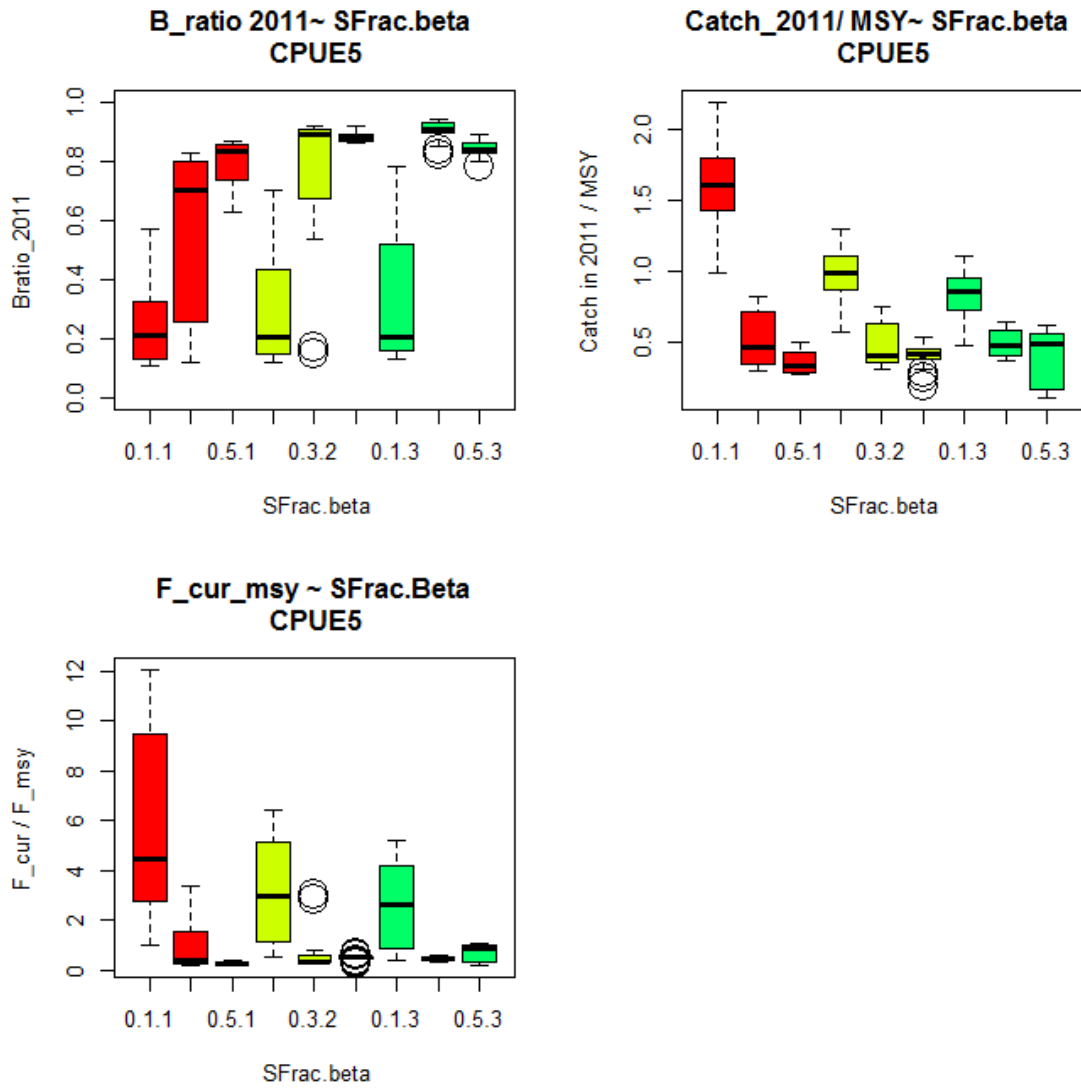 B_ratio 2011~ SFrac.beta
CPUE5
Bratio_2011
1.0
0.8
0.6
0.4
0.2
0.0
0.1.1
0.5.1
0.3.2
0.1.3
0.5.3
SFrac.beta
Catch_2011/ MSY~ SFrac.beta
CPUE5
Catch in 2011 / MSY
2.0
1.5
1.0
0.5
0.1.1
0.5.1
0.3.2
0.1.3
0.5.3
SFrac.beta
F_cur_msy ~ SFrac.Beta
CPUE5
F_cur / F_msy
12
10
8
6
4
2
0
0.1.1
0.5.1
0.3.2
0.1.3
0.5.3
SFrac.beta